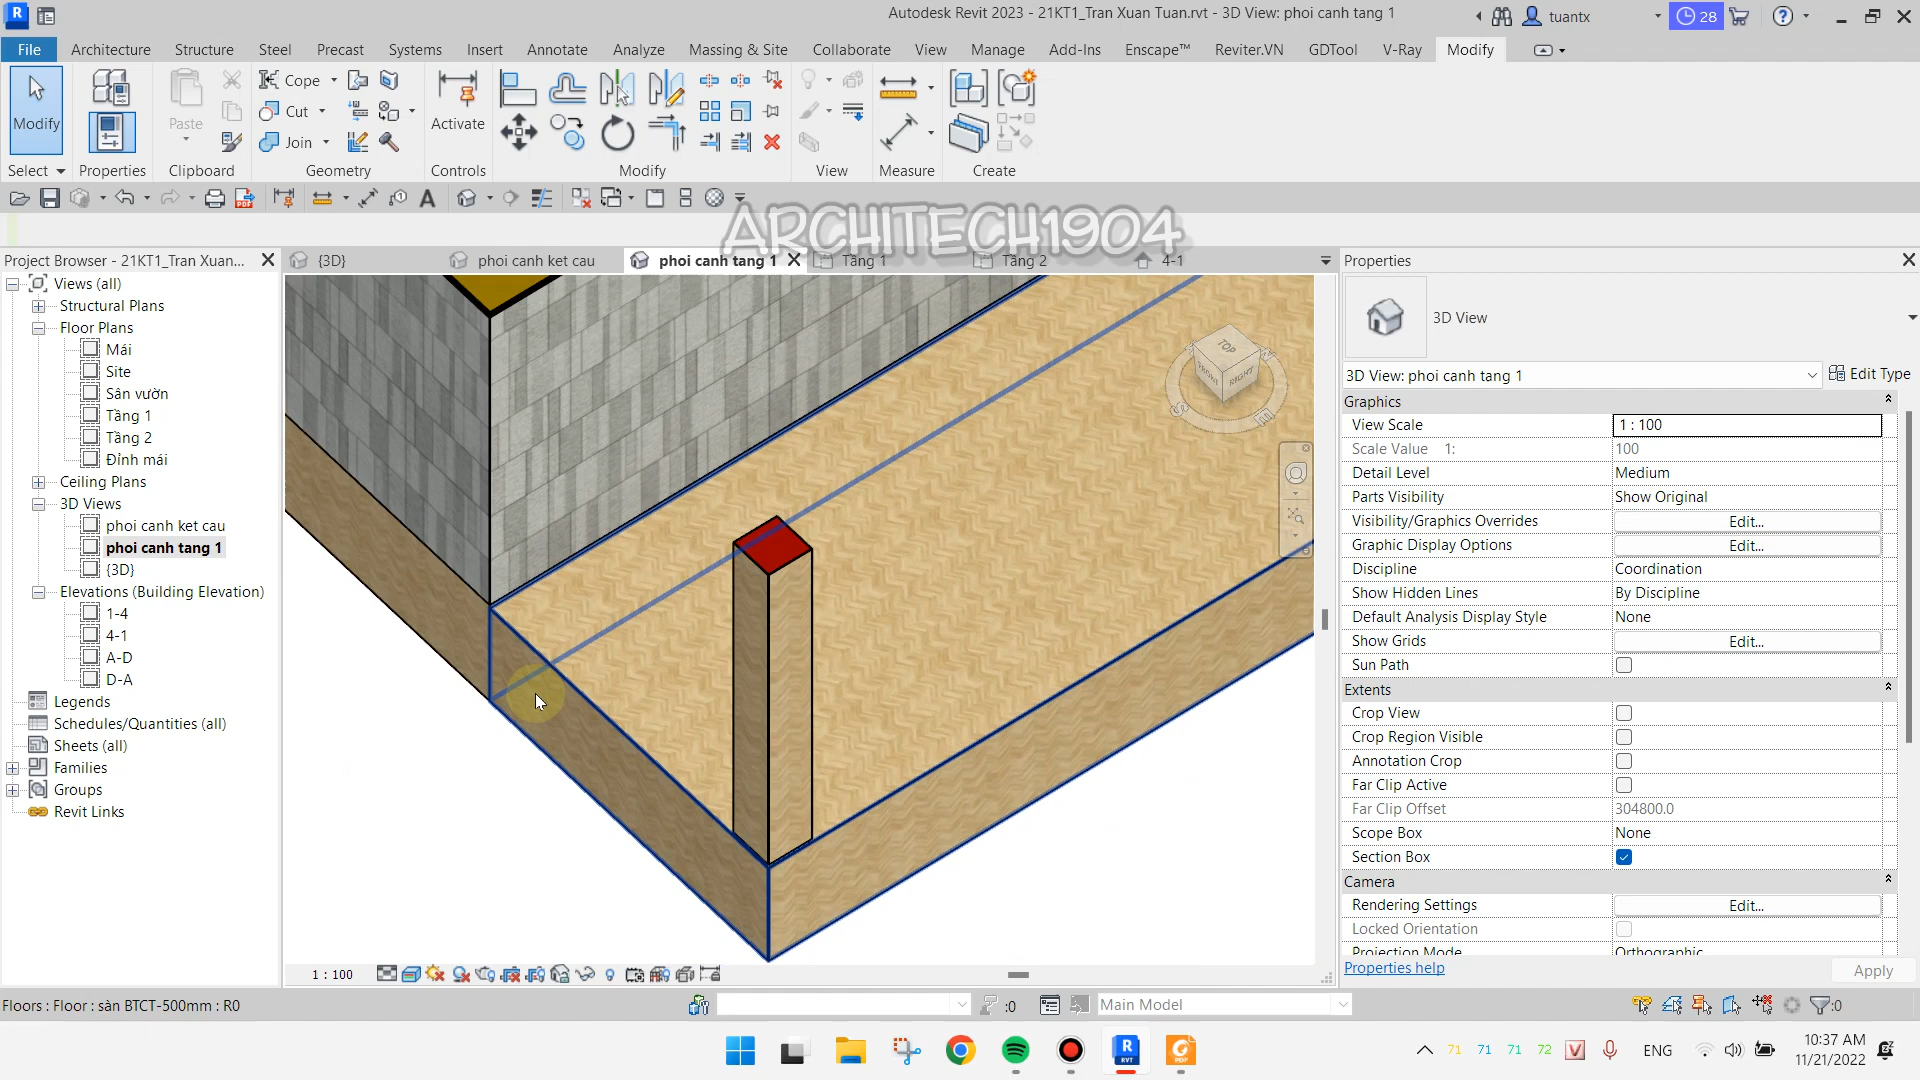 Autodesk Revit 2023 - 21KT1_Tran Xuan Tuan.rvt - 3D View: phoi canh tang 1
tuantx
28
File Architecture Structure Steel Precast Systems Insert Annotate Analyze Massing & Site Collaborate View Manage Add-Ins Enscape™ Reviter.VN GDTool V-Ray Modify
Modify
Paste
Cope
Cut
Join
Activate
Select Properties Clipboard Geometry Controls Modify View Measure Create
ARCHITECH1904
Project Browser - 21KT1_Tran Xuan...
{3D} phoi canh ket cau phoi canh tang 1 Tầng 1 Tầng 2 4-1
Views (all)
Structural Plans
Floor Plans
Mái
Site
Sân vườn
Tầng 1
Tầng 2
Đỉnh mái
Ceiling Plans
3D Views
phoi canh ket cau
phoi canh tang 1
{3D}
Elevations (Building Elevation)
1-4
4-1
A-D
D-A
Legends
Schedules/Quantities (all)
Sheets (all)
Families
Groups
Revit Links
TOP
FRONT
RIGHT
Properties
3D View
3D View: phoi canh tang 1 Edit Type
Graphics
View Scale 1 : 100
Scale Value 1: 100
Detail Level Medium
Parts Visibility Show Original
Visibility/Graphics Overrides Edit...
Graphic Display Options Edit...
Discipline Coordination
Show Hidden Lines By Discipline
Default Analysis Display Style None
Show Grids Edit...
Sun Path
Extents
Crop View
Crop Region Visible
Annotation Crop
Far Clip Active
Far Clip Offset 304800.0
Scope Box None
Section Box
Camera
Rendering Settings Edit...
Locked Orientation
Projection Mode Orthographic
Properties help Apply
1 : 100
Floors : Floor : sàn BTCT-500mm : R0
:0
Main Model
:0
71 71 71 72
ENG
10:37 AM
11/21/2022